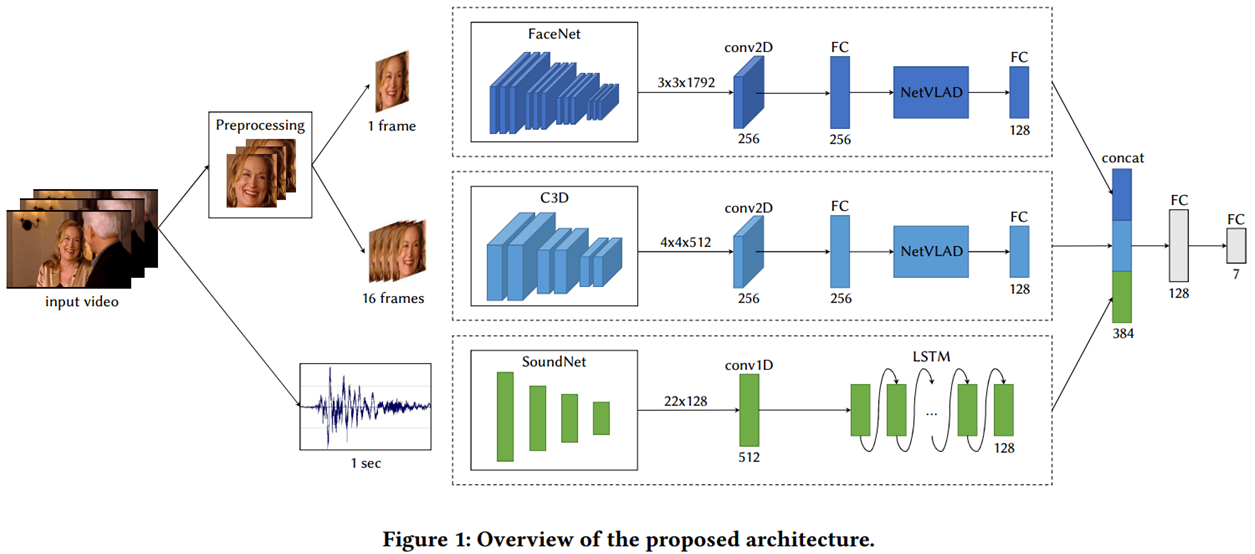 FaceNet
conv2D
FC
FC
3x3x1792
NetVLAD
256
256
128
1 frame
Preprocessing
input video
16 frames
C3D
conv2D
FC
FC
4x4x512
NetVLAD
256
256
128
concat
384
FC
128
FC
7
SoundNet
conv1D
LSTM
22x128
...
512
128
1 sec
Figure 1: Overview of the proposed architecture.